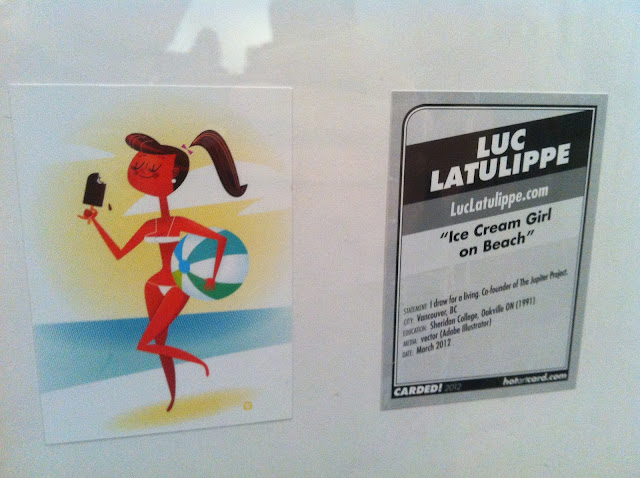 LUC
LATULIPPE
LucLatulippe.com
“Ice Cream Girl
on Beach”
STATEMENT: I draw for a living. Co-founder of The Jupiter Project.
CITY: Vancouver, BC
EDUCATION: Sheridan College, Oakville ON (1991)
MEDIA: vector (Adobe Illustrator)
DATE: March 2012
CARDED! 2012
hotartcard.com